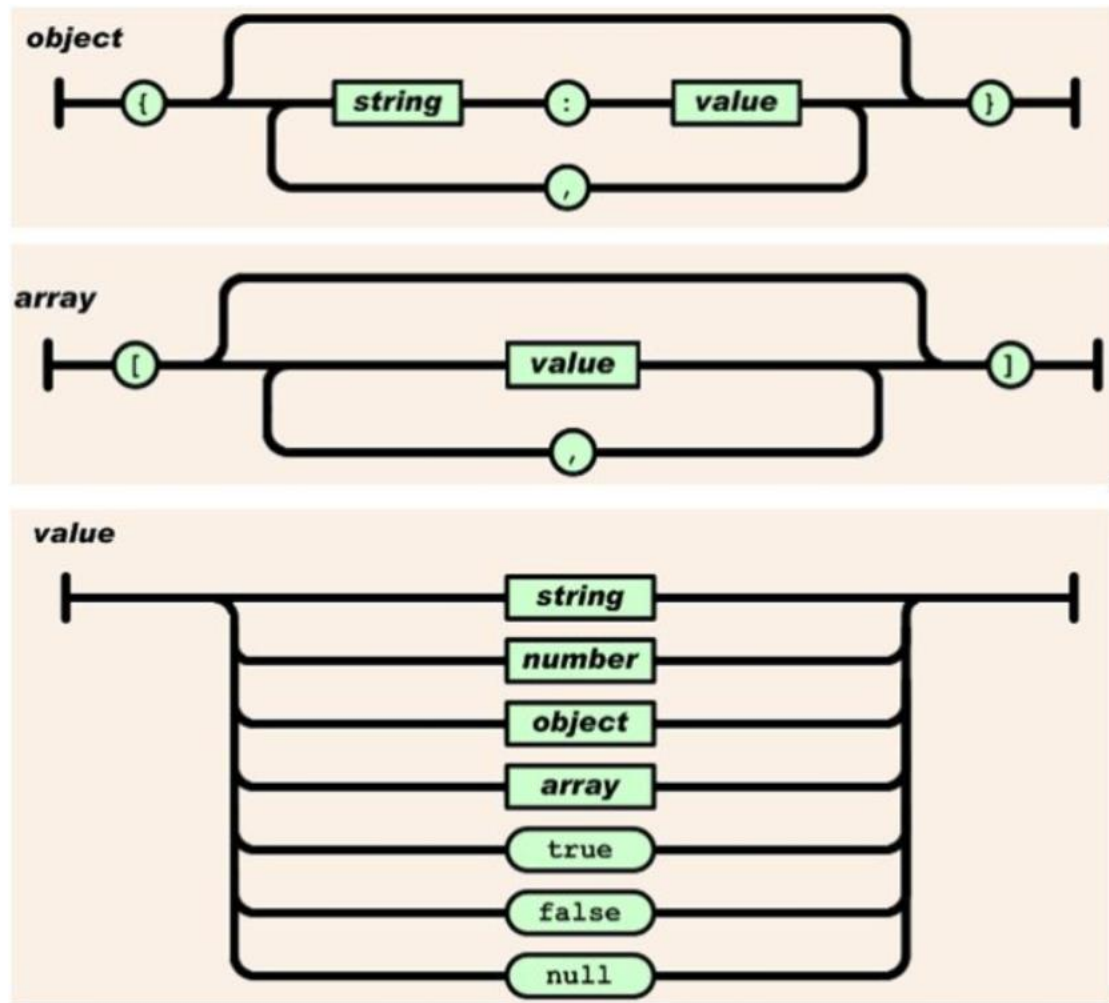 object
{ string : value }
,
array
[ value ]
,
value
string
number
object
array
true
false
null